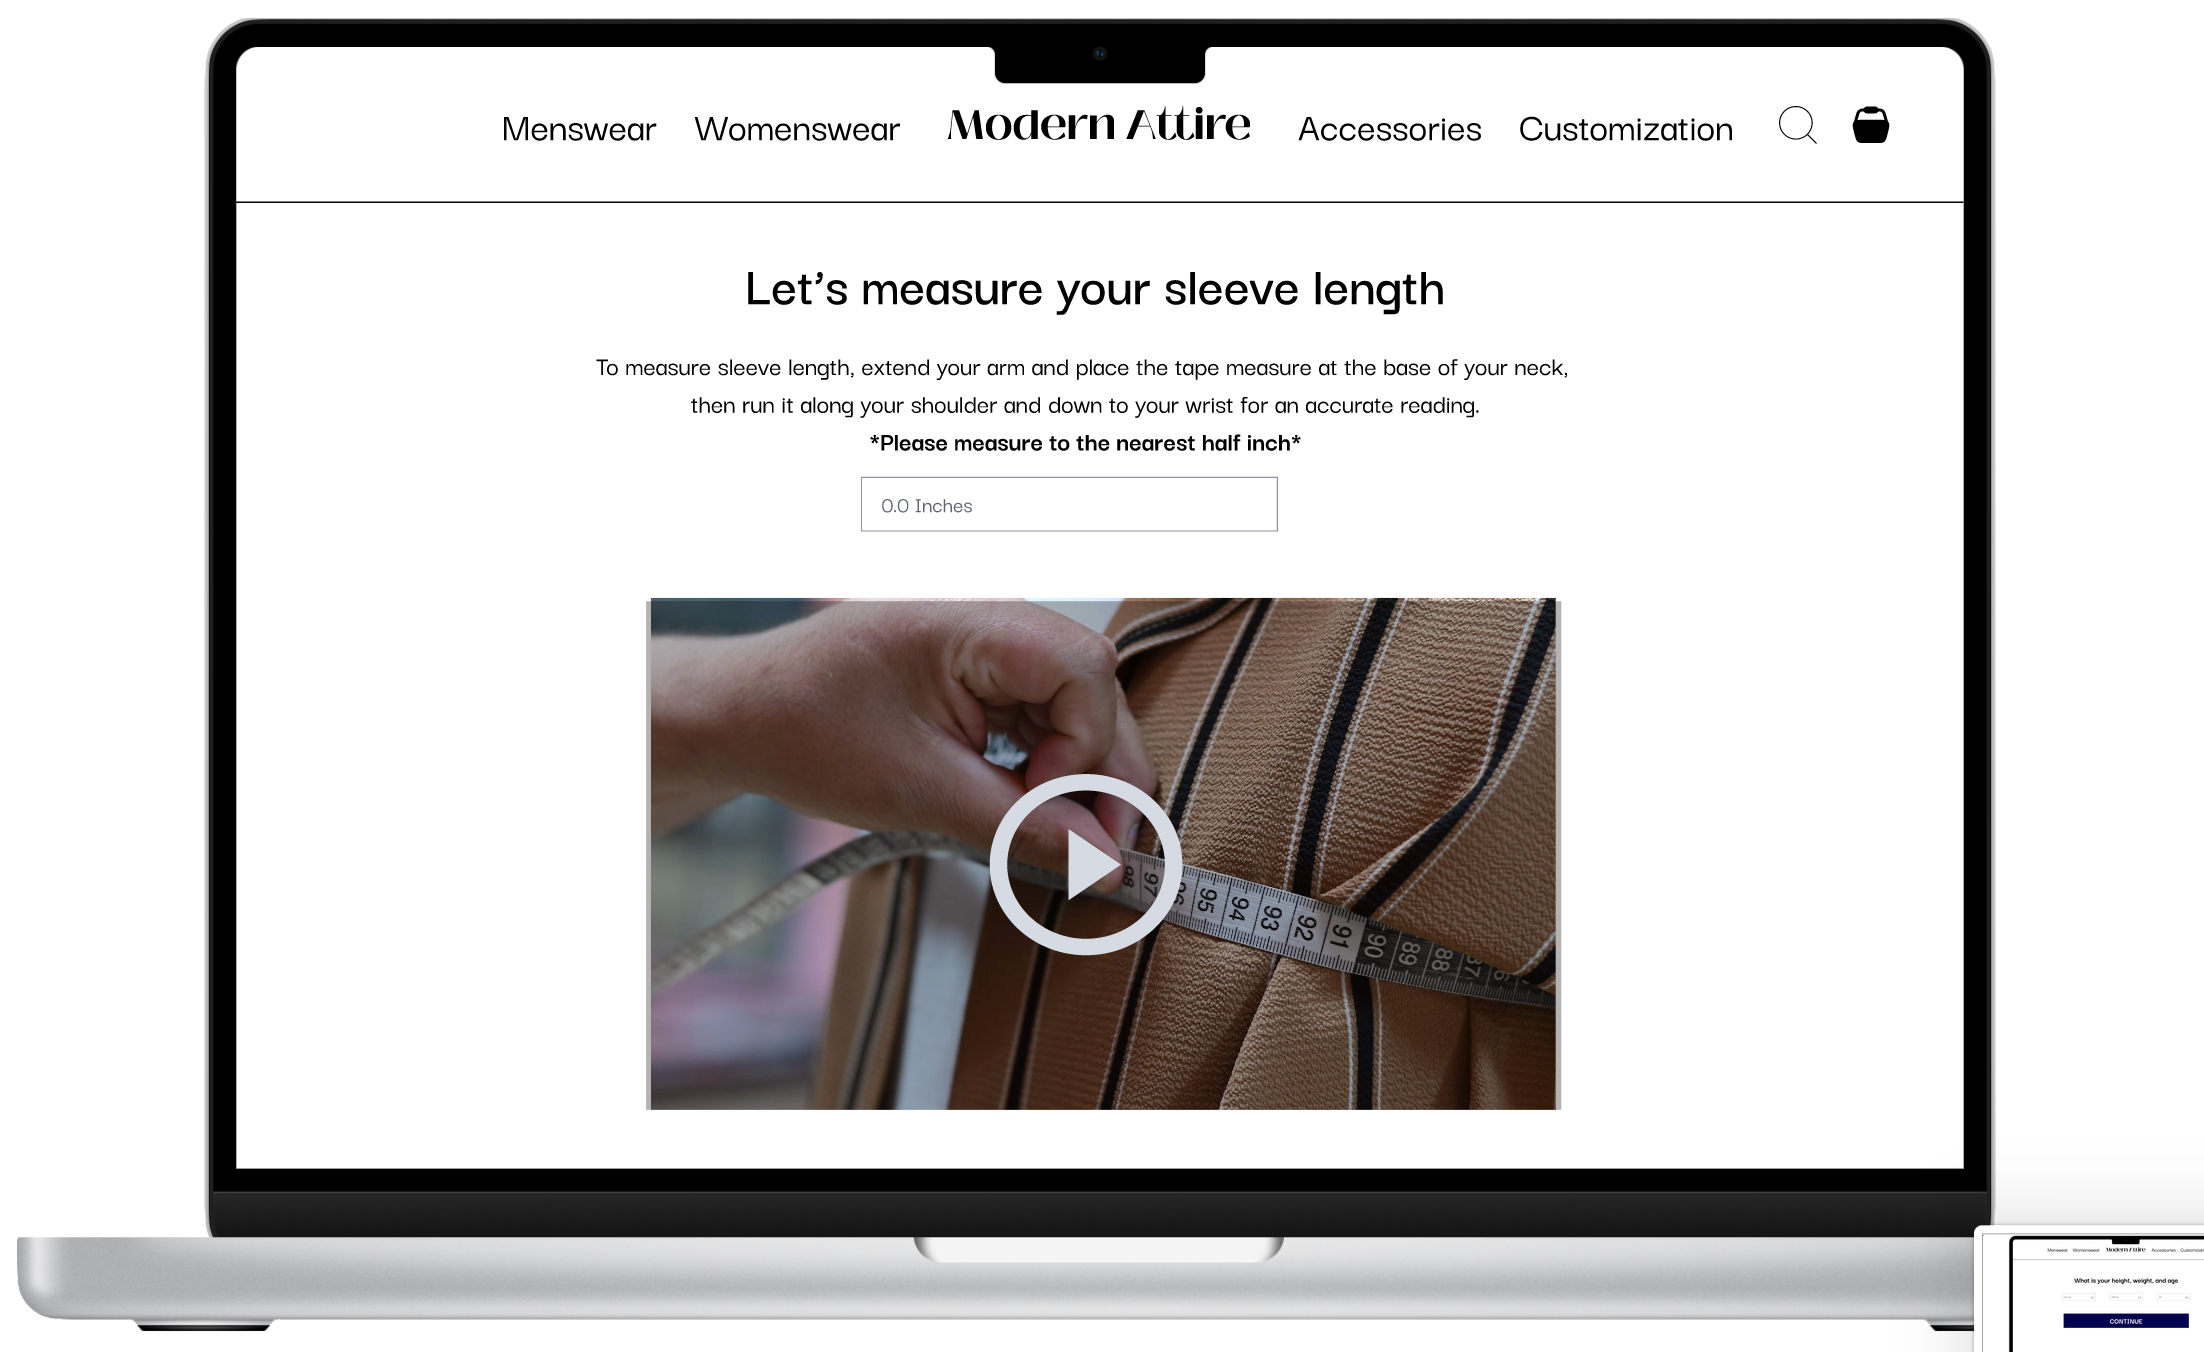 Menswear Womenswear Modern Attire Accessories Customization
Let's measure your sleeve length
To measure sleeve length, extend your arm and place the tape measure at the base of your neck,
then run it along your shoulder and down to your wrist for an accurate reading.
*Please measure to the nearest half inch*
0.0 Inches
98 97 96 95 94 93 92 91 90 89 88 87
Menswear Womenswear Modern Attire Accessories
What is your height, weight, and age
CONTINUE